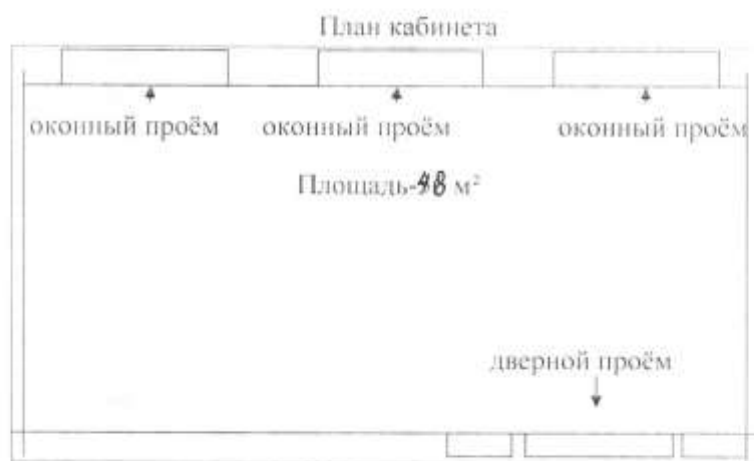 План кабинета
оконный проём оконный проём оконный проём
Площадь-48 м²
дверной проём